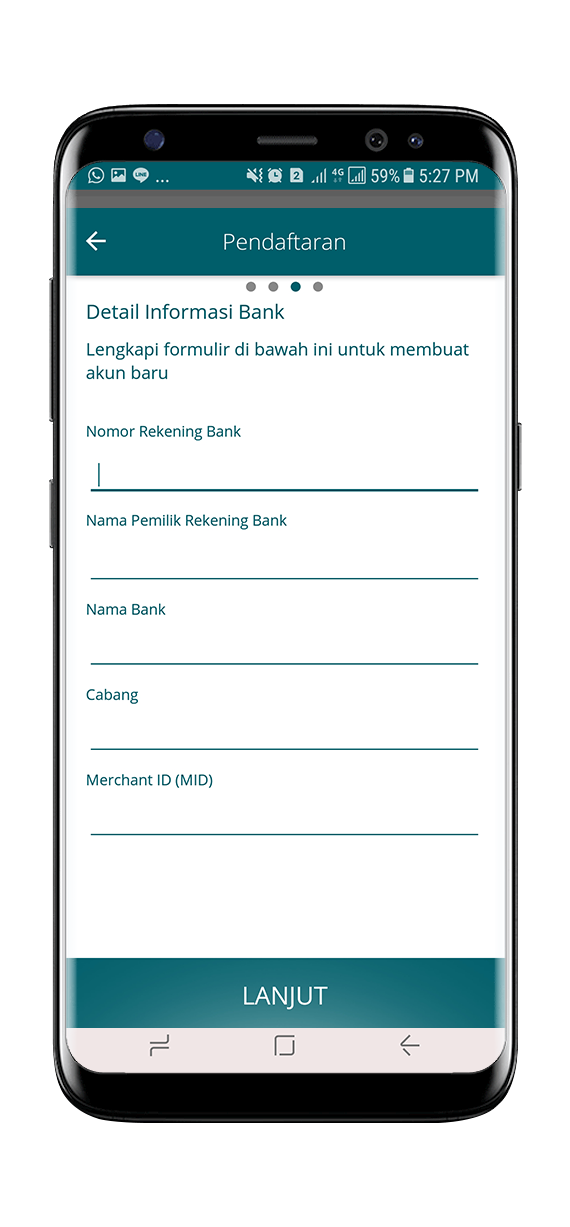 LINE ... 2 4G 59% 5:27 PM
Pendaftaran
Detail Informasi Bank
Lengkapi formulir di bawah ini untuk membuat
akun baru
Nomor Rekening Bank
Nama Pemilik Rekening Bank
Nama Bank
Cabang
Merchant ID (MID)
LANJUT